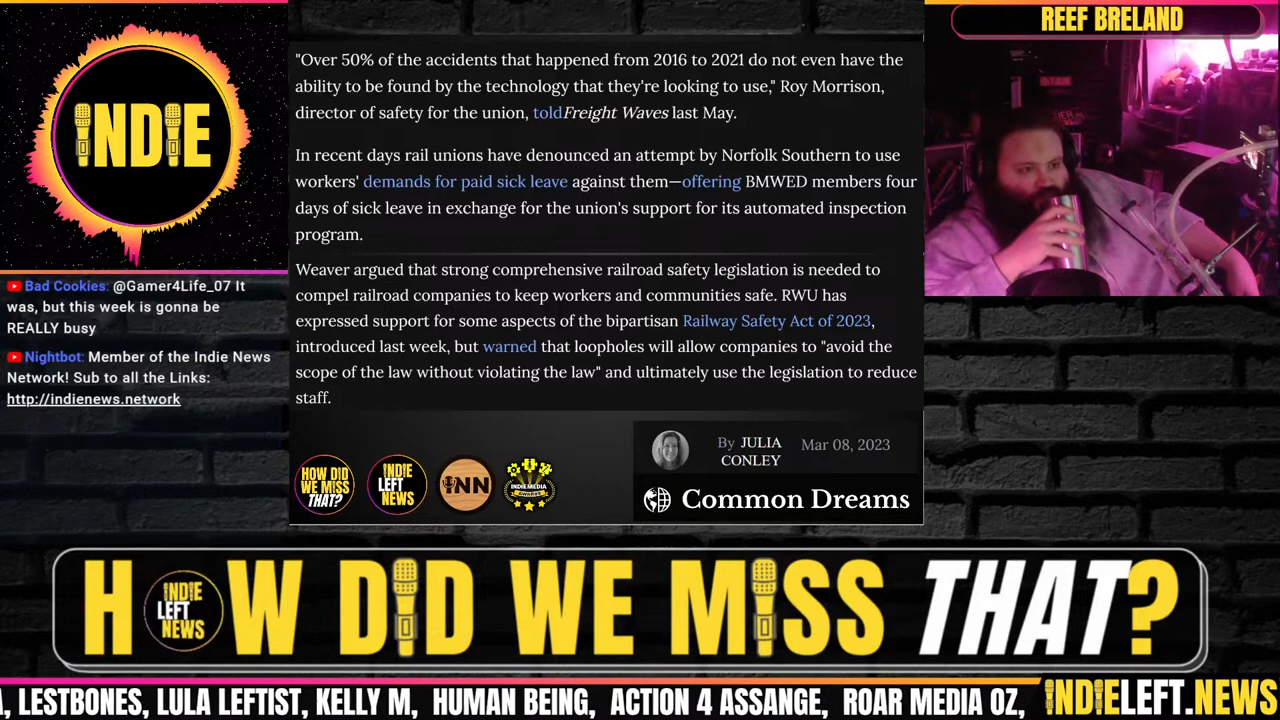 INDIE
REEF BRELAND
"Over 50% of the accidents that happened from 2016 to 2021 do not even have the
ability to be found by the technology that they're looking to use," Roy Morrison,
director of safety for the union, toldFreight Waves last May.
In recent days rail unions have denounced an attempt by Norfolk Southern to use
workers' demands for paid sick leave against them—offering BMWED members four
days of sick leave in exchange for the union's support for its automated inspection
program.
Weaver argued that strong comprehensive railroad safety legislation is needed to
compel railroad companies to keep workers and communities safe. RWU has
expressed support for some aspects of the bipartisan Railway Safety Act of 2023,
introduced last week, but warned that loopholes will allow companies to "avoid the
scope of the law without violating the law" and ultimately use the legislation to reduce
staff.
Bad Cookies: @Gamer4Life_07 It
was, but this week is gonna be
REALLY busy
Nightbot: Member of the Indie News
Network! Sub to all the Links:
http://indienews.network
By JULIA
CONLEY
Mar 08, 2023
Common Dreams
HOW DID
WE MISS
THAT?
INDIE
LEFT
NEWS
INN
INDIE MEDIA
AWARDS
HOW DID WE MISS THAT?
INDIE
LEFT
NEWS
, LESTBONES, LULA LEFTIST, KELLY M, HUMAN BEING, ACTION 4 ASSANGE, ROAR MEDIA OZ,
INDIELEFT.NEWS